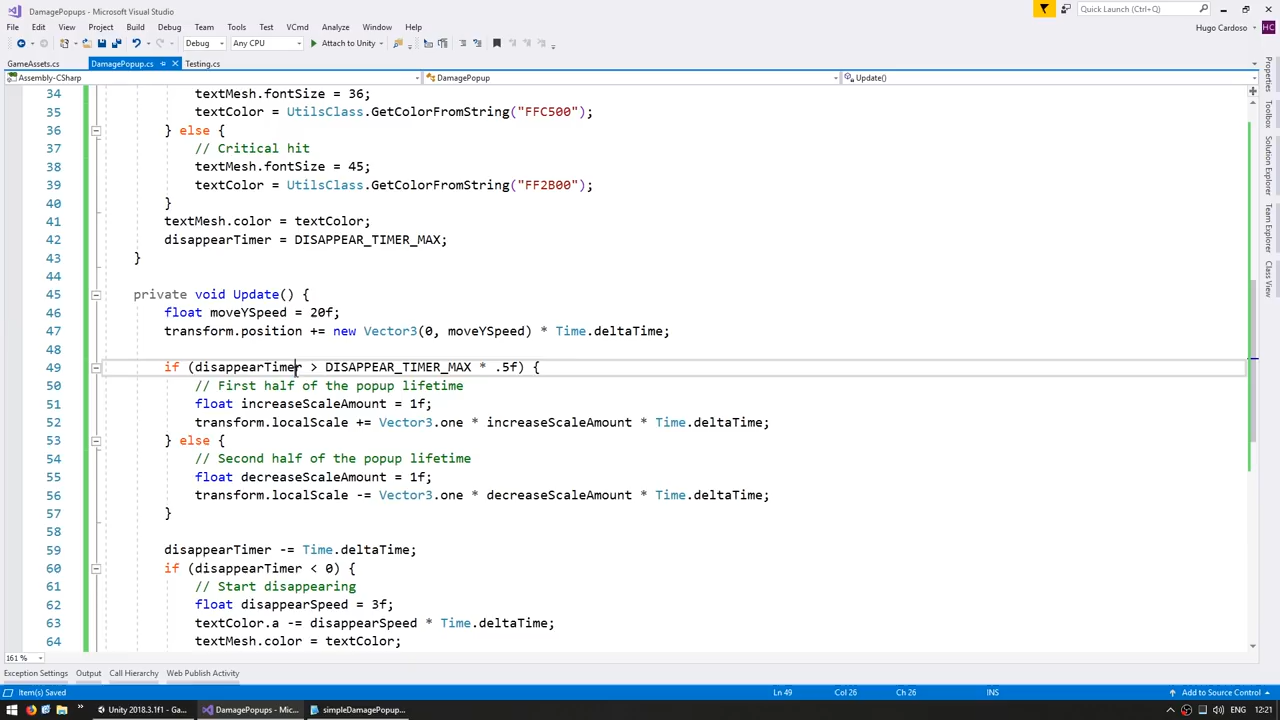 DamagePopups - Microsoft Visual Studio
Quick Launch (Ctrl+Q)
File Edit View Project Build Debug Team Tools Test VCmd Analyze Window Help
Hugo Cardoso HC
Debug Any CPU Attach to Unity
GameAssets.cs DamagePopup.cs Testing.cs
Assembly-CSharp DamagePopup Update()
34 textMesh.fontSize = 36;
35 textColor = UtilsClass.GetColorFromString("FFC500");
36 } else {
37 // Critical hit
38 textMesh.fontSize = 45;
39 textColor = UtilsClass.GetColorFromString("FF2B00");
40 }
41 textMesh.color = textColor;
42 disappearTimer = DISAPPEAR_TIMER_MAX;
43 }
44
45 private void Update() {
46 float moveYSpeed = 20f;
47 transform.position += new Vector3(0, moveYSpeed) * Time.deltaTime;
48
49 if (disappearTimer > DISAPPEAR_TIMER_MAX * .5f) {
50 // First half of the popup lifetime
51 float increaseScaleAmount = 1f;
52 transform.localScale += Vector3.one * increaseScaleAmount * Time.deltaTime;
53 } else {
54 // Second half of the popup lifetime
55 float decreaseScaleAmount = 1f;
56 transform.localScale -= Vector3.one * decreaseScaleAmount * Time.deltaTime;
57 }
58
59 disappearTimer -= Time.deltaTime;
60 if (disappearTimer < 0) {
61 // Start disappearing
62 float disappearSpeed = 3f;
63 textColor.a -= disappearSpeed * Time.deltaTime;
64 textMesh.color = textColor;
Properties
Toolbox
Solution Explorer
Team Explorer
Class View
161 %
Exception Settings Output Call Hierarchy Web Publish Activity
Item(s) Saved Ln 49 Col 26 Ch 26 INS Add to Source Control
Unity 2018.3.1f1 - Ga... DamagePopups - Mic... simpleDamagePopup... ENG 12:21